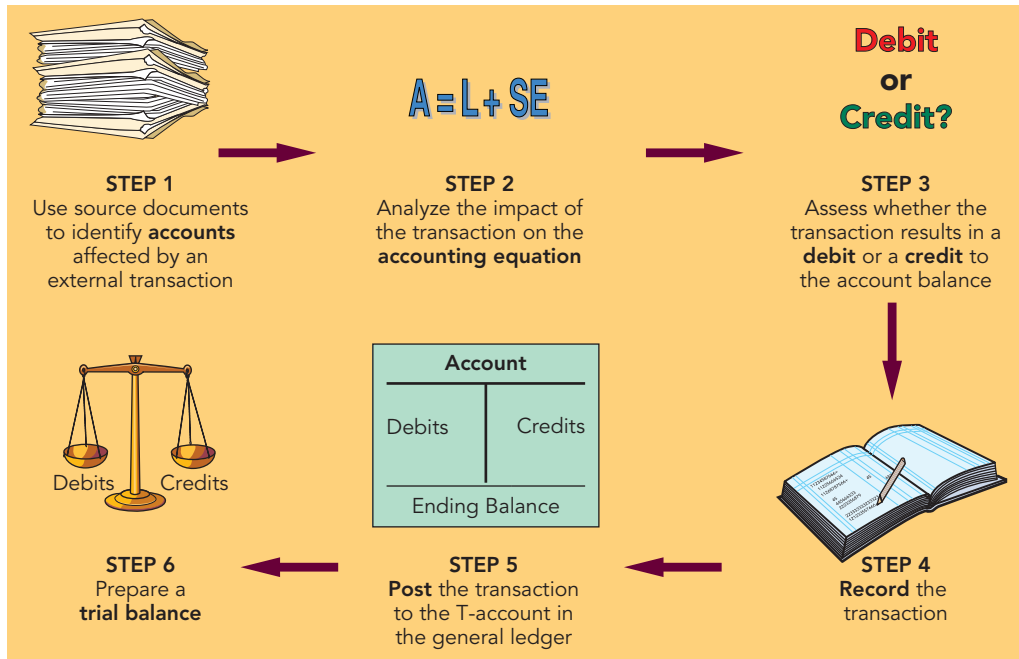 Debit
or
Credit?
A = L + SE
STEP 1
Use source documents
to identify accounts
affected by an
external transaction
STEP 2
Analyze the impact of
the transaction on the
accounting equation
STEP 3
Assess whether the
transaction results in a
debit or a credit to
the account balance
Account
Debits
Credits
Ending Balance
Debits
Credits
STEP 4
Record the
transaction
STEP 5
Post the transaction
to the T-account in
the general ledger
STEP 6
Prepare a
trial balance